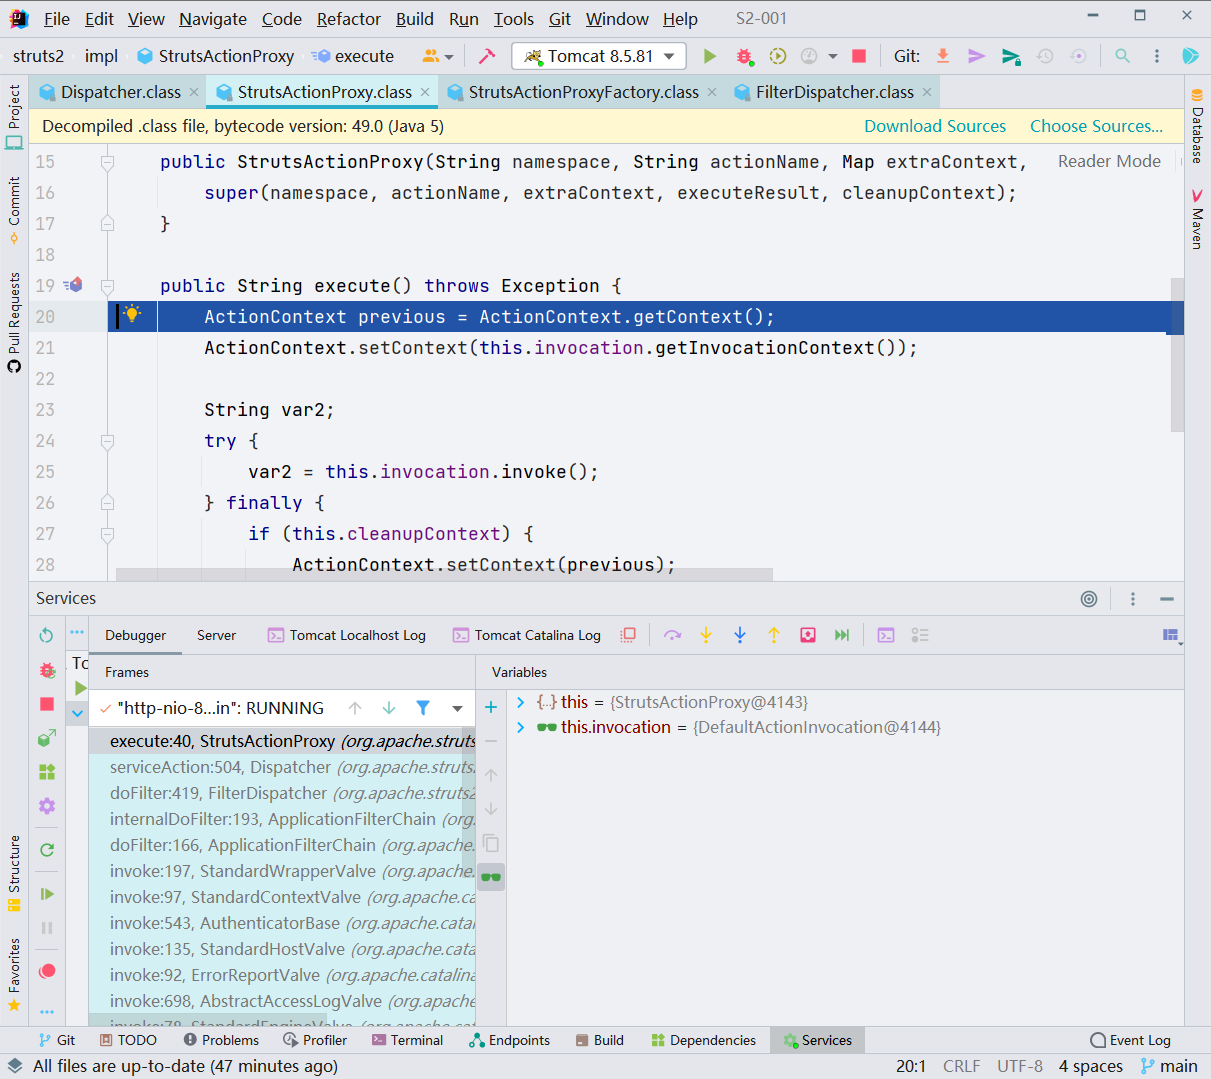 File Edit View Navigate Code Refactor Build Run Tools Git Window Help S2-001
struts2 impl StrutsActionProxy execute Tomcat 8.5.81 Git:
Dispatcher.class StrutsActionProxy.class StrutsActionProxyFactory.class FilterDispatcher.class
Decompiled .class file, bytecode version: 49.0 (Java 5) Download Sources Choose Sources...
Reader Mode
15 public StrutsActionProxy(String namespace, String actionName, Map extraContext,
16 super(namespace, actionName, extraContext, executeResult, cleanupContext);
17 }
18
19 public String execute() throws Exception {
20 ActionContext previous = ActionContext.getContext();
21 ActionContext.setContext(this.invocation.getInvocationContext());
22
23 String var2;
24 try {
25 var2 = this.invocation.invoke();
26 } finally {
27 if (this.cleanupContext) {
28 ActionContext.setContext(previous);
Project
Commit
Pull Requests
Structure
Favorites
Database
Maven
Services
Debugger Server Tomcat Localhost Log Tomcat Catalina Log
To
Frames
Variables
"http-nio-8...in": RUNNING
execute:40, StrutsActionProxy (org.apache.struts
serviceAction:504, Dispatcher (org.apache.struts
doFilter:419, FilterDispatcher (org.apache.struts2
internalDoFilter:193, ApplicationFilterChain (org
doFilter:166, ApplicationFilterChain (org.apache.
invoke:197, StandardWrapperValve (org.apache.
invoke:97, StandardContextValve (org.apache.ca
invoke:543, AuthenticatorBase (org.apache.catal
invoke:135, StandardHostValve (org.apache.cata
invoke:92, ErrorReportValve (org.apache.catalina
invoke:698, AbstractAccessLogValve (org.apache
invoke:78, StandardEngineValve (org.apache.cat
this = {StrutsActionProxy@4143}
this.invocation = {DefaultActionInvocation@4144}
Git TODO Problems Profiler Terminal Endpoints Build Dependencies Services Event Log
All files are up-to-date (47 minutes ago) 20:1 CRLF UTF-8 4 spaces main